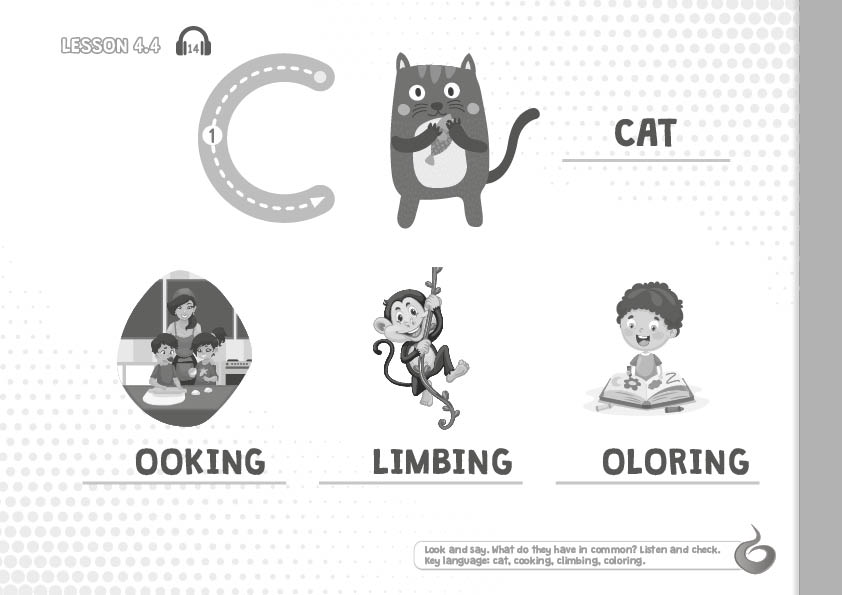 LESSON 4.4
14
C
1
CAT
OOKING
LIMBING
OLORING
2
Look and say. What do they have in common? Listen and check.
Key language: cat, cooking, climbing, coloring.